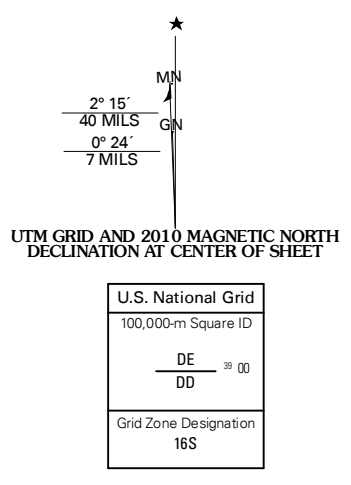 MN
2° 15´
40 MILS
GN
0° 24´
7 MILS
UTM GRID AND 2010 MAGNETIC NORTH
DECLINATION AT CENTER OF SHEET
U.S. National Grid
100,000-m Square ID
DE
39 00
DD
Grid Zone Designation
16S